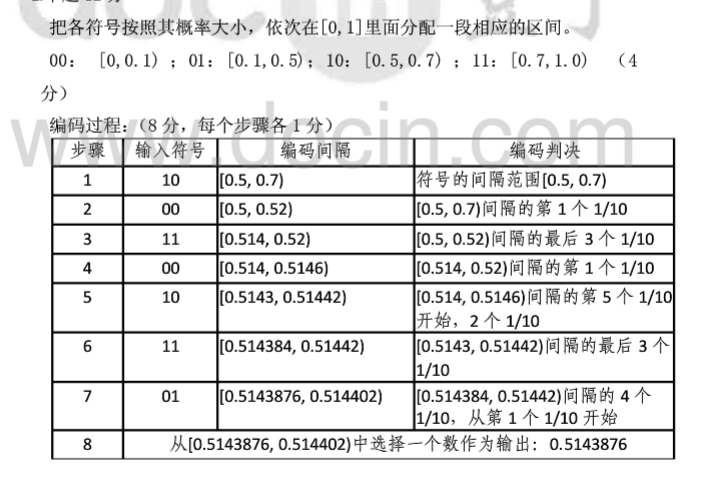 把各符号按照其概率大小，依次在[0,1]里面分配一段相应的区间。
00： [0,0.1) ；01：[0.1,0.5)；10：[0.5,0.7) ；11：[0.7,1.0) （4
分）
编码过程：（8 分，每个步骤各 1 分）
步骤 输入符号 编码间隔 编码判决
1 10 [0.5, 0.7) 符号的间隔范围[0.5, 0.7)
2 00 [0.5, 0.52) [0.5, 0.7)间隔的第 1 个 1/10
3 11 [0.514, 0.52) [0.5, 0.52)间隔的最后 3 个 1/10
4 00 [0.514, 0.5146) [0.514, 0.52)间隔的第 1 个 1/10
5 10 [0.5143, 0.51442) [0.514, 0.5146)间隔的第 5 个 1/10
开始，2 个 1/10
6 11 [0.514384, 0.51442) [0.5143, 0.51442)间隔的最后 3 个
1/10
7 01 [0.5143876, 0.514402) [0.514384, 0.51442)间隔的 4 个
1/10，从第 1 个 1/10 开始
8 从[0.5143876, 0.514402)中选择一个数作为输出：0.5143876
www.docin.com